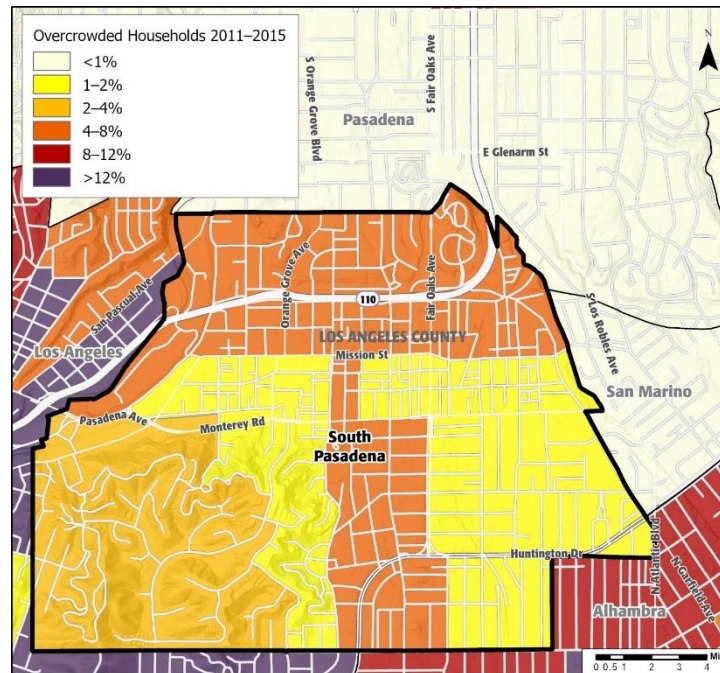 Overcrowded Households 2011–2015
<1%
1–2%
2–4%
4–8%
8–12%
>12%
N
S Orange Grove Blvd
S Fair Oaks Ave
Pasadena
E Glenarm St
San Pascual Ave
Orange Grove Ave
Fair Oaks Ave
110
S Los Robles Ave
Los Angeles
LOS ANGELES COUNTY
Mission St
San Marino
Pasadena Ave
Monterey Rd
South
Pasadena
Huntington Dr
N Atlantic Blvd
N Garfield Ave
Alhambra
0 0.5 1 2 3 4